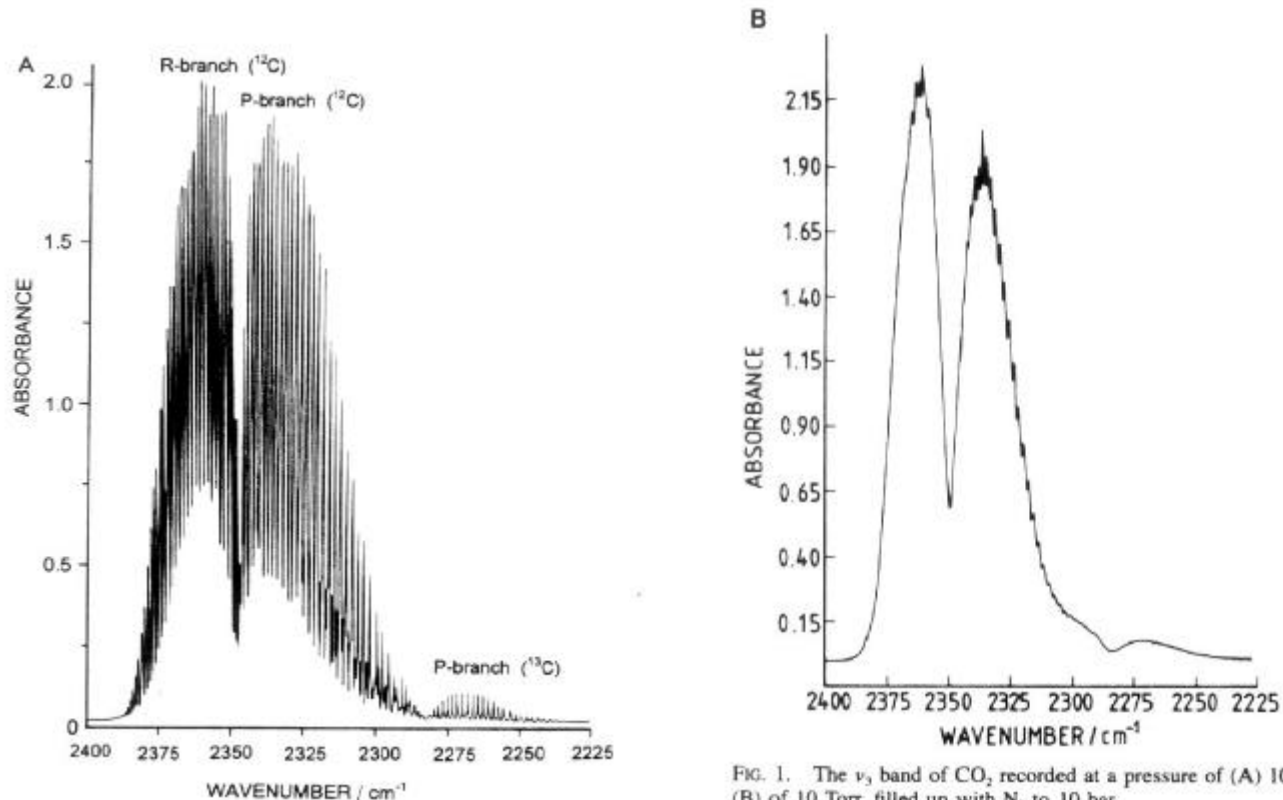 A
R-branch (¹²C)
P-branch (¹²C)
2.0
1.5
1.0
0.5
0
ABSORBANCE
P-branch (¹³C)
2400 2375 2350 2325 2300 2275 2250 2225
WAVENUMBER / cm⁻¹
B
2.15
1.90
1.65
1.40
1.15
0.90
0.65
0.40
0.15
ABSORBANCE
2400 2375 2350 2325 2300 2275 2250 2225
WAVENUMBER / cm⁻¹
FIG. 1. The ν₃ band of CO₂ recorded at a pressure of (A) 10
(B) of 10 Torr, filled up with N₂ to 10 bar